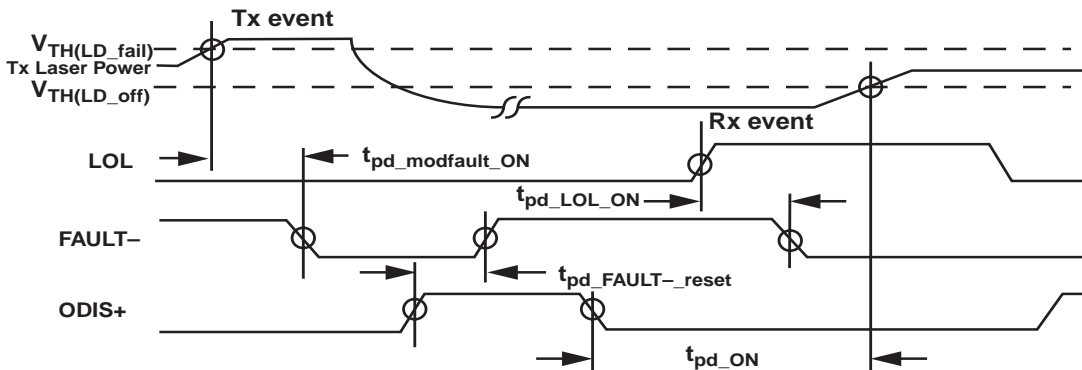 Tx event
VTH(LD_fail)
Tx Laser Power
VTH(LD_off)
Rx event
LOL
tpd_modfault_ON
tpd_LOL_ON
FAULT–
tpd_FAULT–_reset
ODIS+
tpd_ON